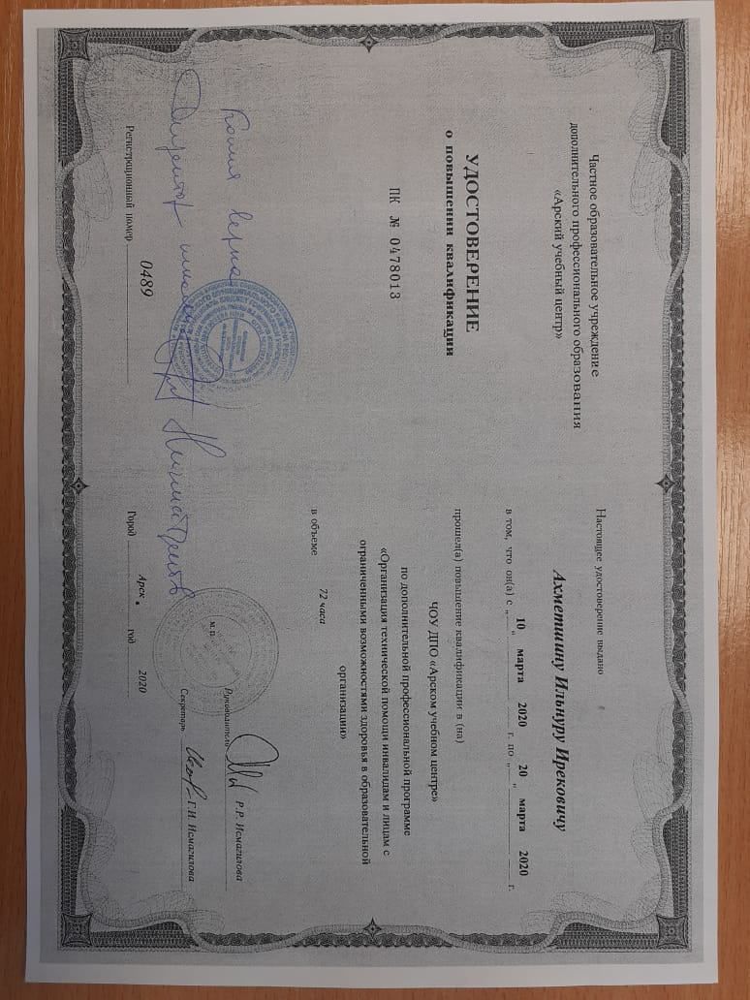 Частное образовательное учреждение
дополнительного профессионального образования
«Арский учебный центр»
УДОСТОВЕРЕНИЕ
о повышении квалификации
ПК № 0478013
Копия верна
Директор школы
Регистрационный номер 0489
Настоящее удостоверение выдано
Ахметшину Ильнуру Ирековичу
в том, что он(а) с „ 10 “ марта 2020 г. по „ 20 “ марта 2020 г.
прошел(а) повышение квалификации в (на)
ЧОУ ДПО «Арском учебном центре»
по дополнительной профессиональной программе
«Организация технической помощи инвалидам и лицам с
ограниченными возможностями здоровья в образовательной
организации»
в объеме 72 часа
Руководитель Р.Р. Исмагилова
М.П.
Секретарь Г.И. Исмагилова
Город Арск, год 2020